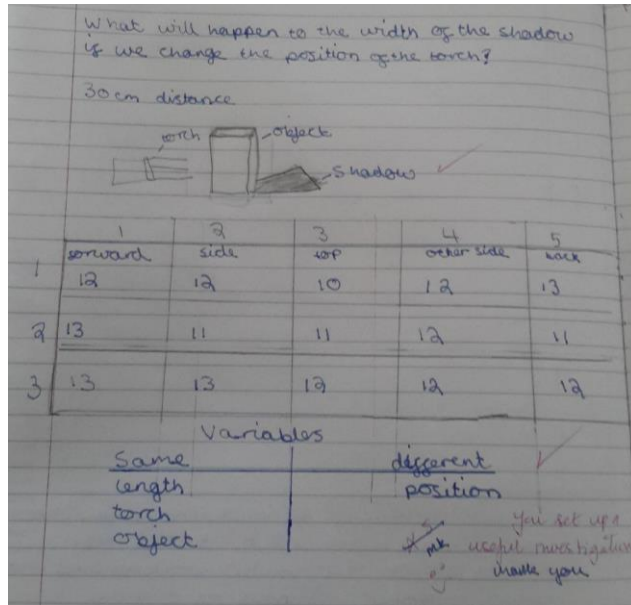 What will happen to the width of the shadow
if we change the position of the torch?
30cm distance
torch
object
shadow
1 2 3 4 5
forward side top other side back
1 12 12 10 12 13
2 13 11 11 12 11
3 13 13 12 12 12
Variables
Same different
length position
torch
object
You set up a
useful investigation
thank you